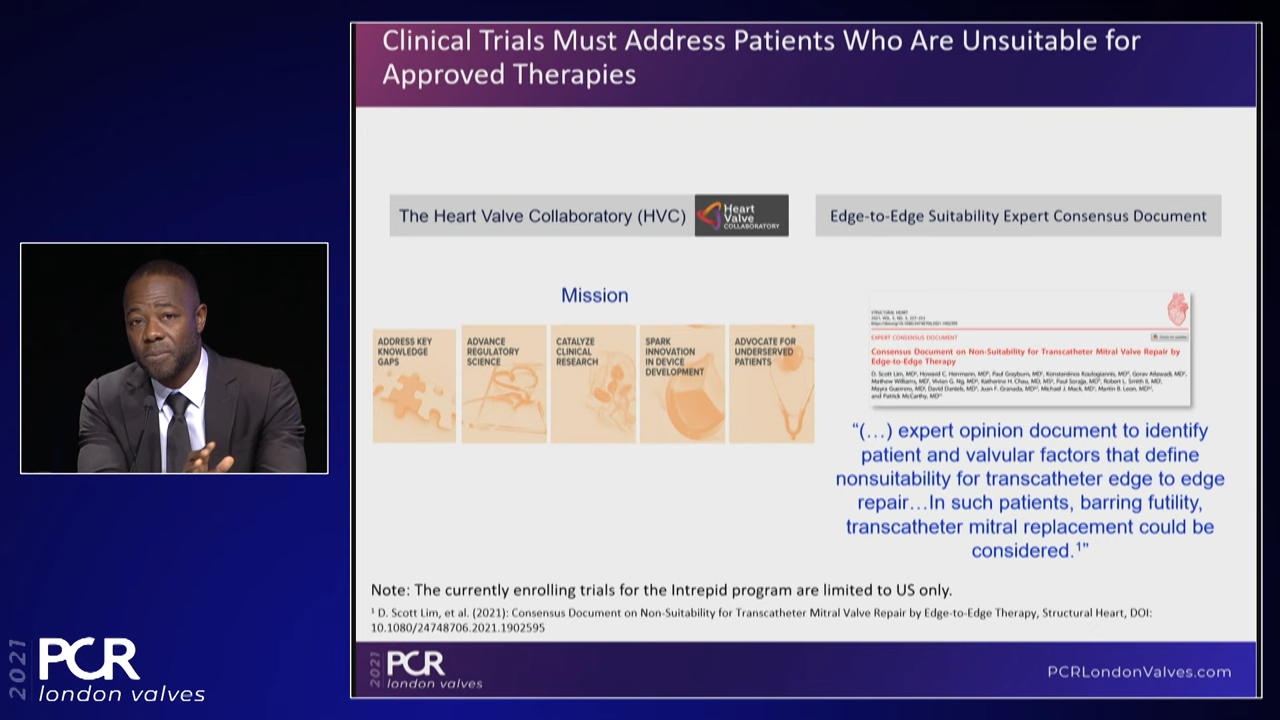 Clinical Trials Must Address Patients Who Are Unsuitable for
Approved Therapies
The Heart Valve Collaboratory (HVC)
Heart
Valve
COLLABORATORY
Edge-to-Edge Suitability Expert Consensus Document
Mission
ADDRESS KEY
KNOWLEDGE
GAPS
ADVANCE
REGULATORY
SCIENCE
CATALYZE
CLINICAL
RESEARCH
SPARK
INNOVATION
IN DEVICE
DEVELOPMENT
ADVOCATE FOR
UNDERSERVED
PATIENTS
STRUCTURAL HEART
EXPERT CONSENSUS DOCUMENT
Consensus Document on Non-Suitability for Transcatheter Mitral Valve Repair by
Edge-to-Edge Therapy
"(…) expert opinion document to identify
patient and valvular factors that define
nonsuitability for transcatheter edge to edge
repair…In such patients, barring futility,
transcatheter mitral replacement could be
considered.¹"
Note: The currently enrolling trials for the Intrepid program are limited to US only.
¹ D. Scott Lim, et al. (2021): Consensus Document on Non-Suitability for Transcatheter Mitral Valve Repair by Edge-to-Edge Therapy, Structural Heart, DOI:
10.1080/24748706.2021.1902595
2021 PCR
london valves
PCRLondonValves.com
2021 PCR
london valves